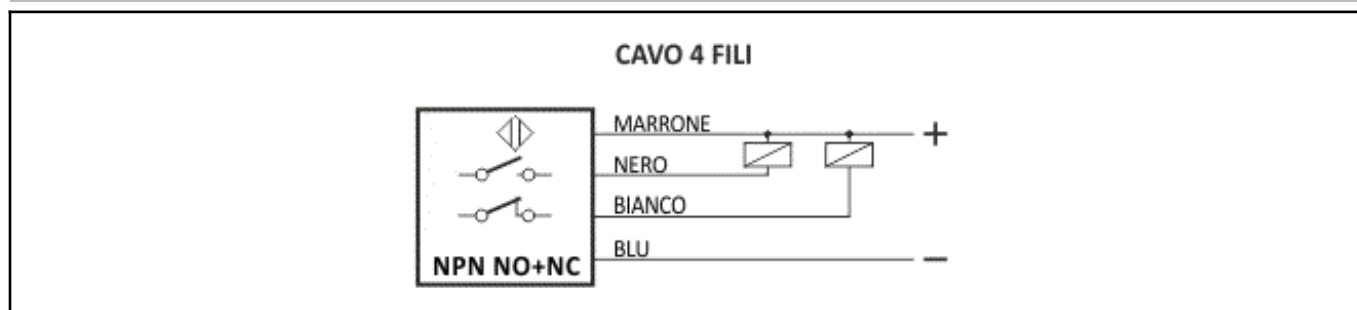 CAVO 4 FILI
MARRONE
+
NERO
BIANCO
BLU
−
NPN NO+NC